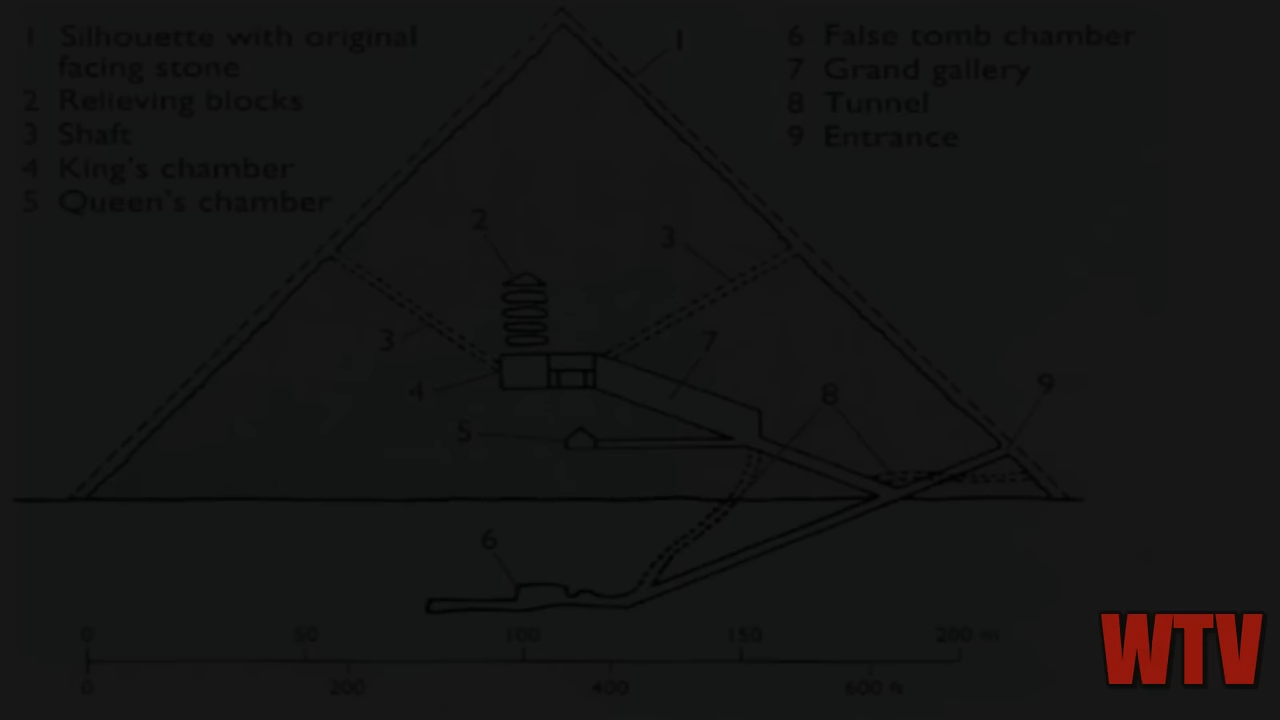 1 Silhouette with original
facing stone
2 Relieving blocks
3 Shaft
4 King's chamber
5 Queen's chamber
6 False tomb chamber
7 Grand gallery
8 Tunnel
9 Entrance
1
2
3
3
7
4
8
9
5
6
0 50 100 150 200 m
0 200 400 600 ft
WTV